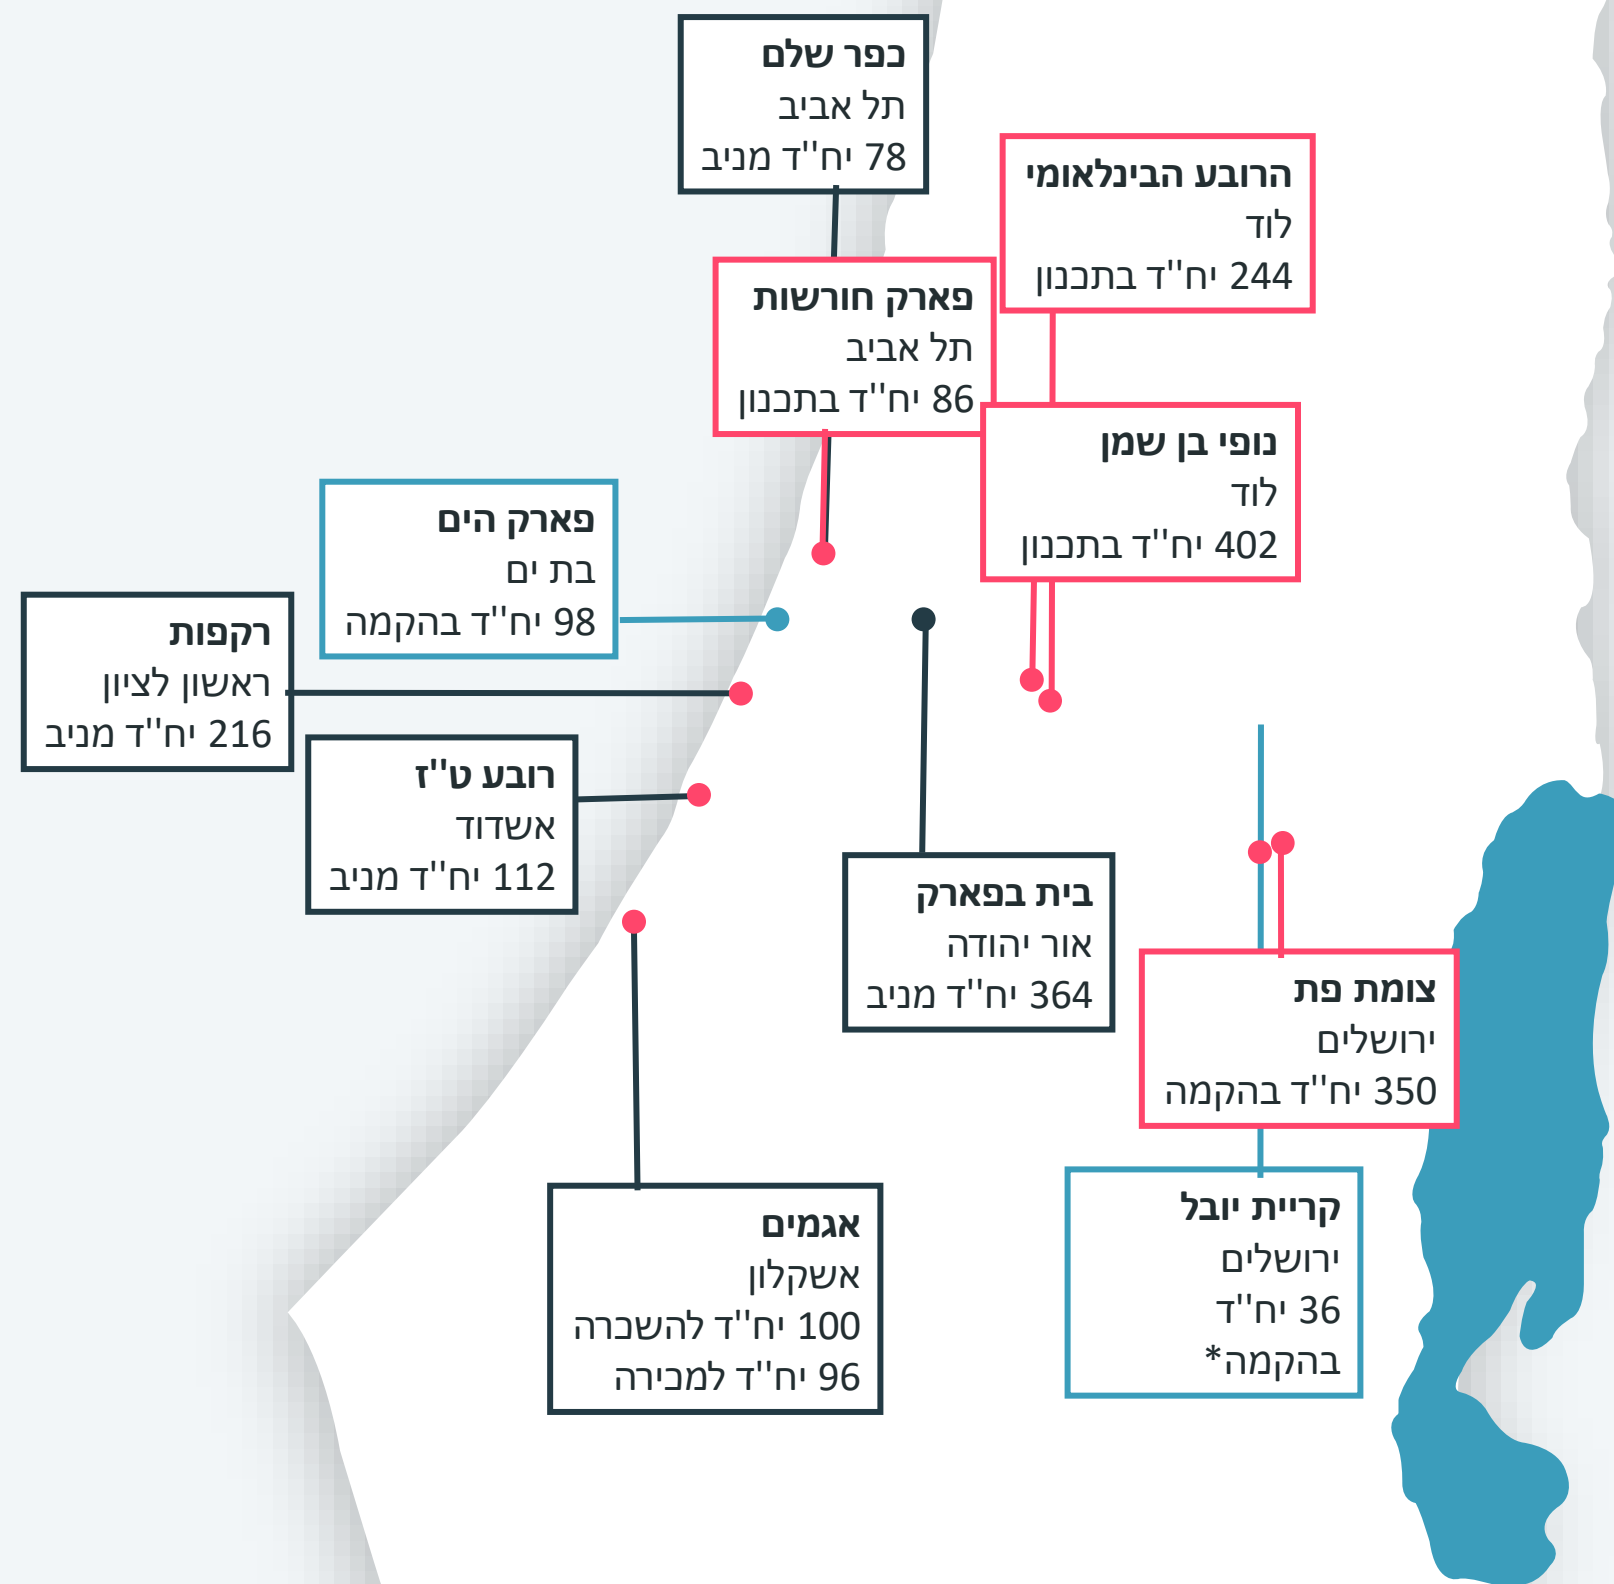 כפר שלם
תל אביב
78 יח''ד מניב
הרובע הבינלאומי
לוד
244 יח''ד בתכנון
פארק חורשות
תל אביב
86 יח''ד בתכנון
נופי בן שמן
לוד
402 יח''ד בתכנון
פארק הים
בת ים
98 יח''ד בהקמה
רקפות
ראשון לציון
216 יח''ד מניב
רובע ט''ז
אשדוד
112 יח''ד מניב
בית בפארק
אור יהודה
364 יח''ד מניב
צומת פת
ירושלים
350 יח''ד בהקמה
אגמים
אשקלון
100 יח''ד להשכרה
96 יח''ד למכירה
קריית יובל
ירושלים
36 יח''ד
בהקמה*